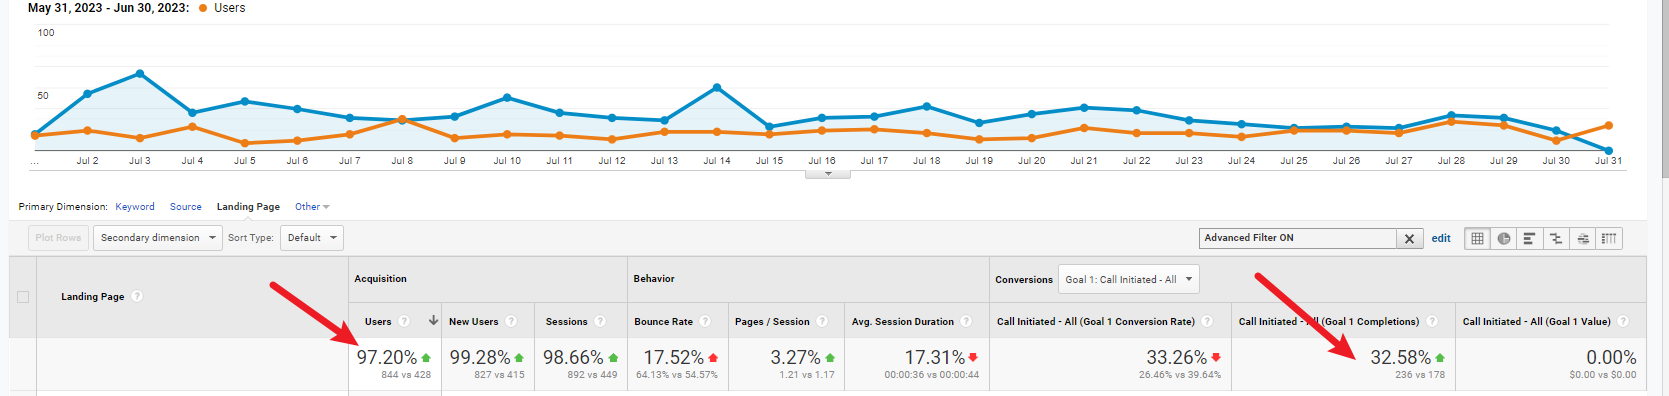 May 31, 2023 - Jun 30, 2023: Users
100
50
... Jul 2 Jul 3 Jul 4 Jul 5 Jul 6 Jul 7 Jul 8 Jul 9 Jul 10 Jul 11 Jul 12 Jul 13 Jul 14 Jul 15 Jul 16 Jul 17 Jul 18 Jul 19 Jul 20 Jul 21 Jul 22 Jul 23 Jul 24 Jul 25 Jul 26 Jul 27 Jul 28 Jul 29 Jul 30 Jul 31
Primary Dimension: Keyword Source Landing Page Other
Plot Rows Secondary dimension Sort Type: Default Advanced Filter ON edit
Landing Page ?
Acquisition Behavior Conversions Goal 1: Call Initiated - All
Users ? New Users ? Sessions ? Bounce Rate ? Pages / Session ? Avg. Session Duration ? Call Initiated - All (Goal 1 Conversion Rate) ? Call Initiated - All (Goal 1 Completions) ? Call Initiated - All (Goal 1 Value) ?
97.20% 99.28% 98.66% 17.52% 3.27% 17.31% 33.26% 32.58% 0.00%
844 vs 428 827 vs 415 892 vs 449 64.13% vs 54.57% 1.21 vs 1.17 00:00:36 vs 00:00:44 26.46% vs 39.64% 236 vs 178 $0.00 vs $0.00